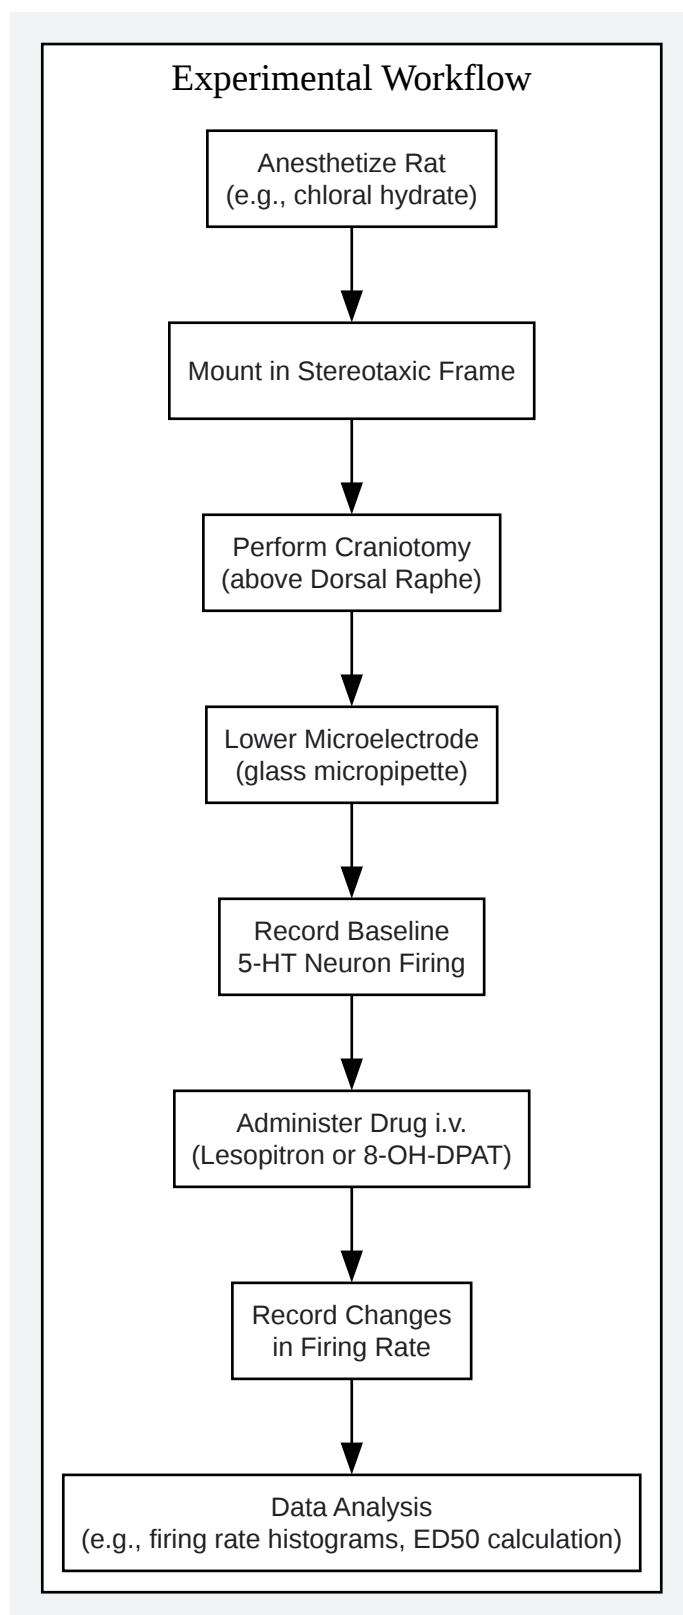 Experimental Workflow
Anesthetize Rat
(e.g., chloral hydrate)
Mount in Stereotaxic Frame
Perform Craniotomy
(above Dorsal Raphe)
Lower Microelectrode
(glass micropipette)
Record Baseline
5-HT Neuron Firing
Administer Drug i.v.
(Lesopitron or 8-OH-DPAT)
Record Changes
in Firing Rate
Data Analysis
(e.g., firing rate histograms, ED50 calculation)